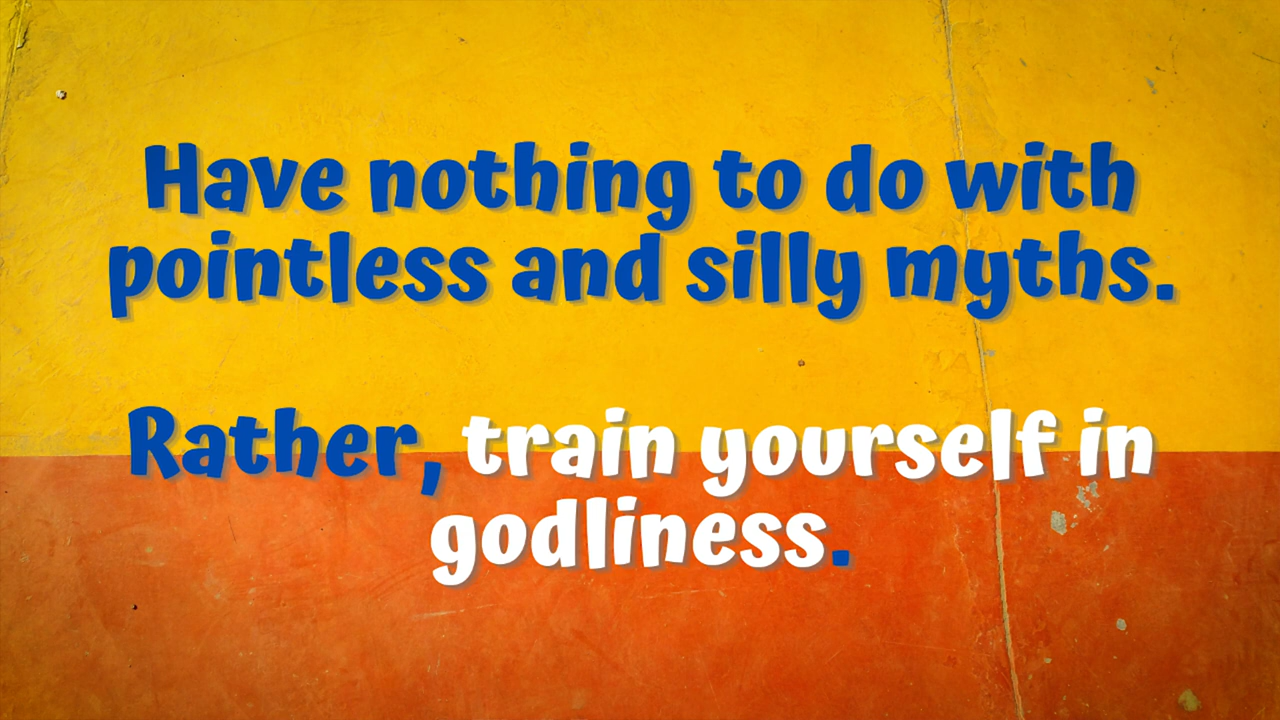 Have nothing to do with
pointless and silly myths.
Rather, train yourself in
godliness.